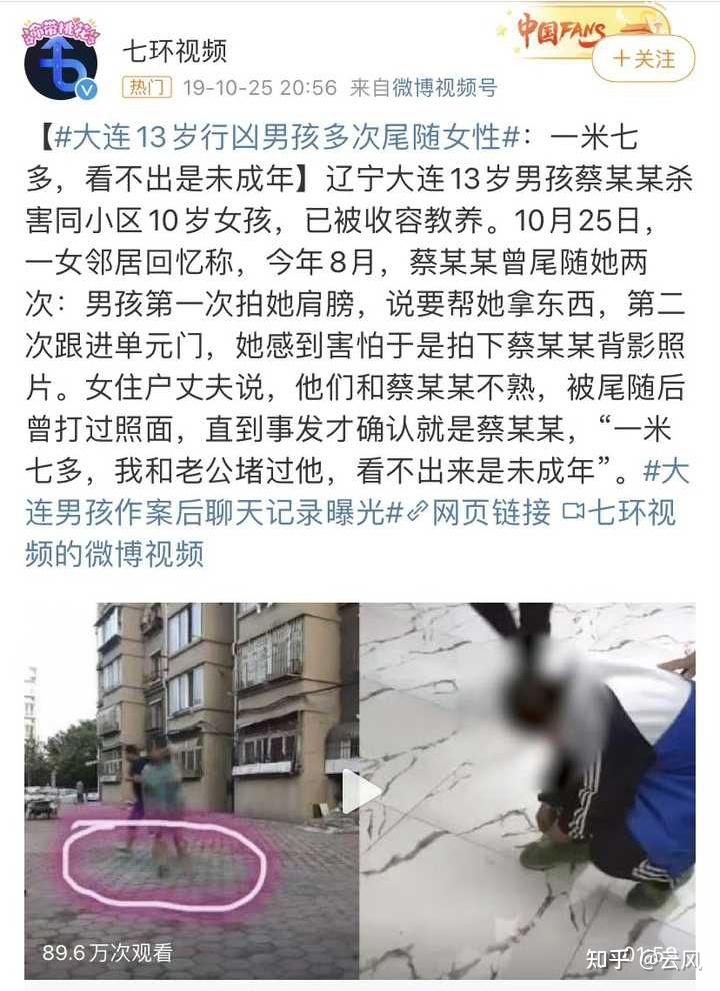 偷带桃花
中国FANS
七环视频
+关注
热门 19-10-25 20:56 来自微博视频号
【#大连13岁行凶男孩多次尾随女性#：一米七
多，看不出是未成年】辽宁大连13岁男孩蔡某某杀
害同小区10岁女孩，已被收容教养。10月25日，
一女邻居回忆称，今年8月，蔡某某曾尾随她两
次：男孩第一次拍她肩膀，说要帮她拿东西，第二
次跟进单元门，她感到害怕于是拍下蔡某某背影照
片。女住户丈夫说，他们和蔡某某不熟，被尾随后
曾打过照面，直到事发才确认就是蔡某某，“一米
七多，我和老公堵过他，看不出来是未成年”。#大
连男孩作案后聊天记录曝光#网页链接 七环视
频的微博视频
89.6万次观看
01:59
知乎 @云风